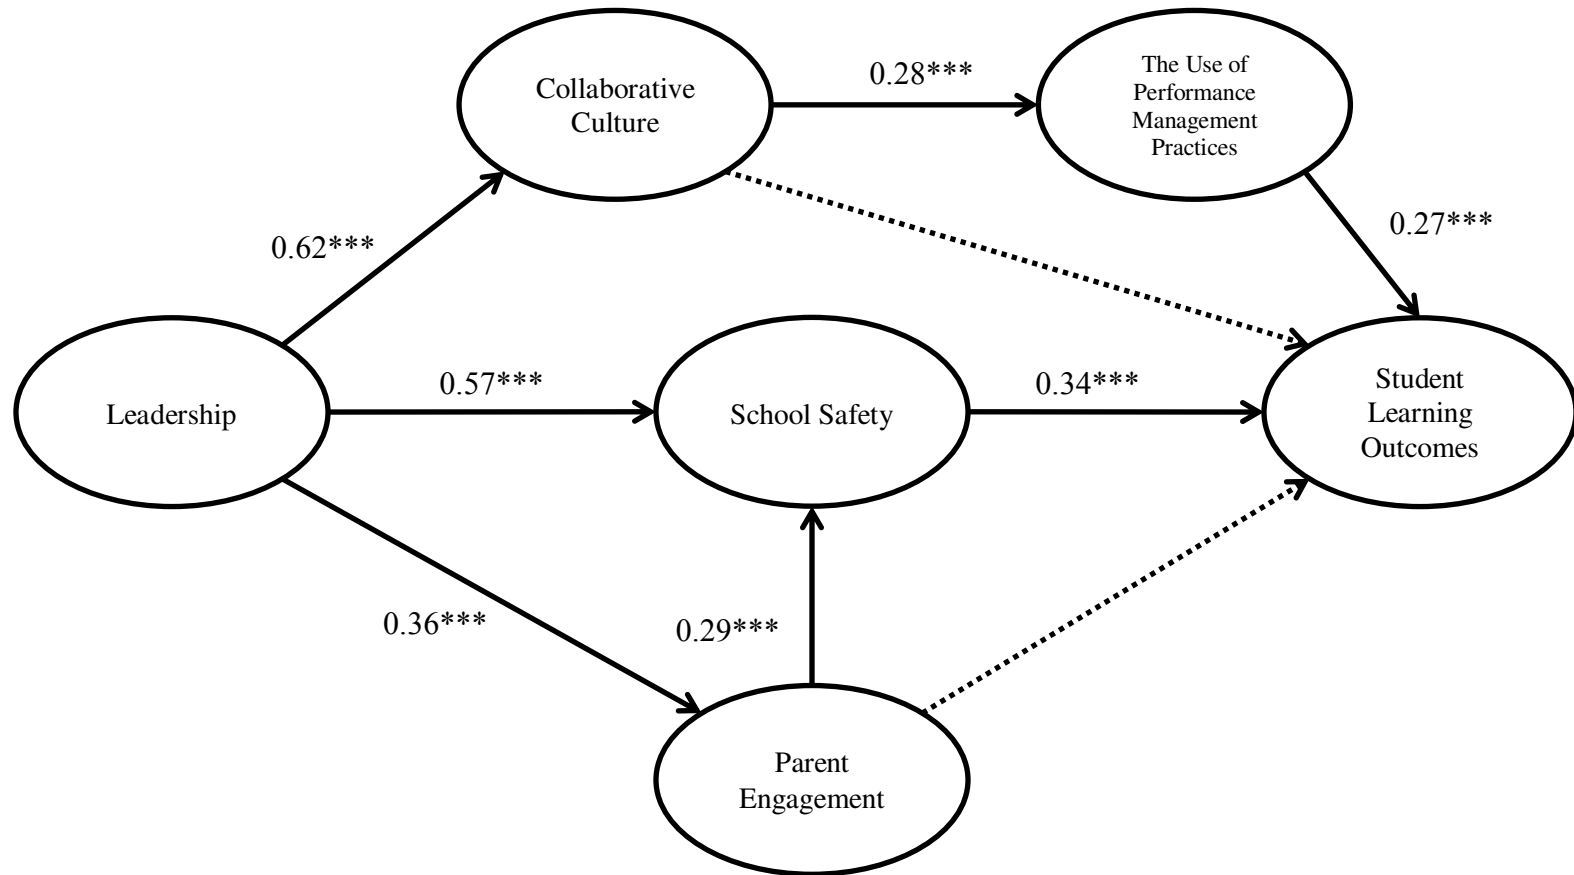 Collaborative
Culture
0.28***
The Use of
Performance
Management
Practices
0.62***
0.27***
Leadership
0.57***
School Safety
0.34***
Student
Learning
Outcomes
0.36***
0.29***
Parent
Engagement